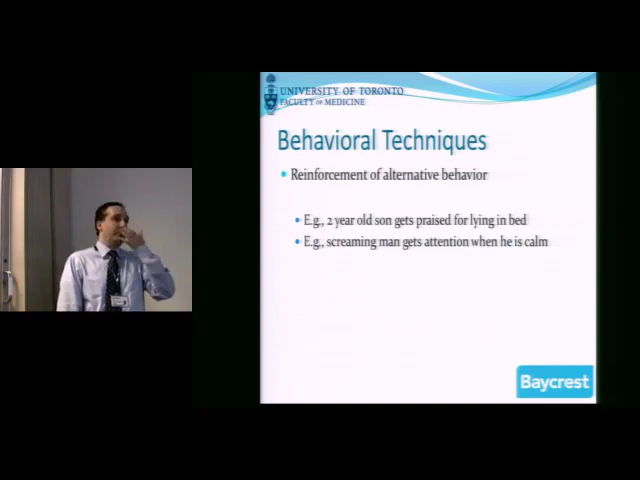 UNIVERSITY OF TORONTO
FACULTY OF MEDICINE
Behavioral Techniques
Reinforcement of alternative behavior
E.g., 2 year old son gets praised for lying in bed
E.g., screaming man gets attention when he is calm
Baycrest